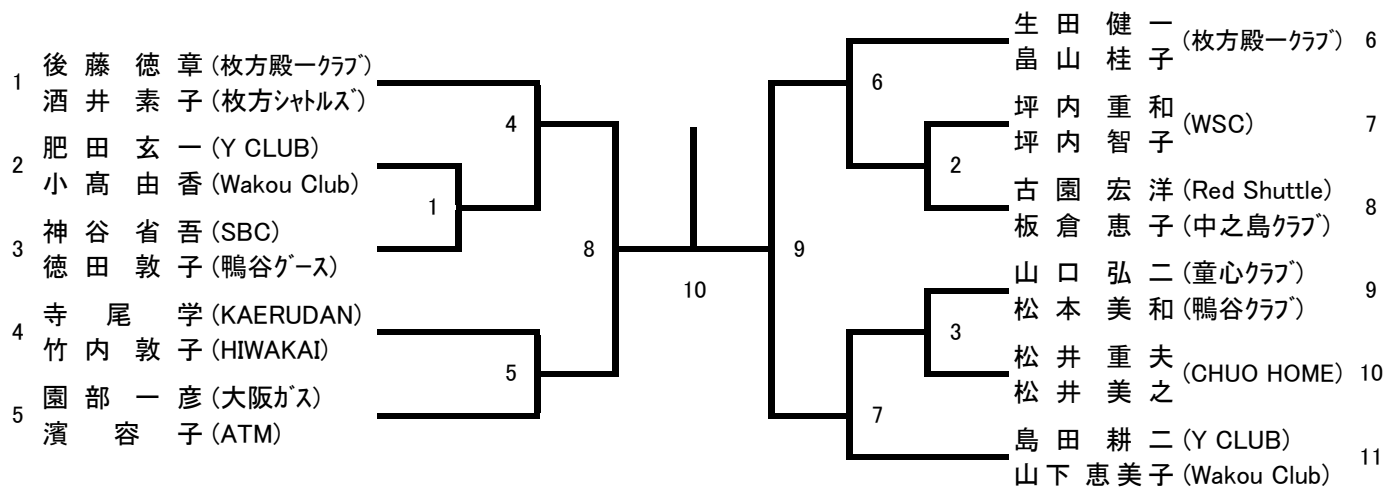 1 後藤徳章(枚方殿一クラブ)
酒井素子(枚方シャトルズ)
2 肥田玄一(Y CLUB)
小髙由香(Wakou Club)
3 神谷省吾(SBC)
徳田敦子(鴨谷グース)
4 寺尾学(KAERUDAN)
竹内敦子(HIWAKAI)
5 園部一彦(大阪ガス)
濱容子(ATM)
4
1
8
5
10
9
6
2
3
7
生田健一(枚方殿一クラブ) 6
畠山桂子
坪内重和(WSC) 7
坪内智子
古園宏洋(Red Shuttle) 8
板倉恵子(中之島クラブ)
山口弘二(童心クラブ) 9
松本美和(鴨谷クラブ)
松井重夫(CHUO HOME) 10
松井美之
島田耕二(Y CLUB) 11
山下恵美子(Wakou Club)